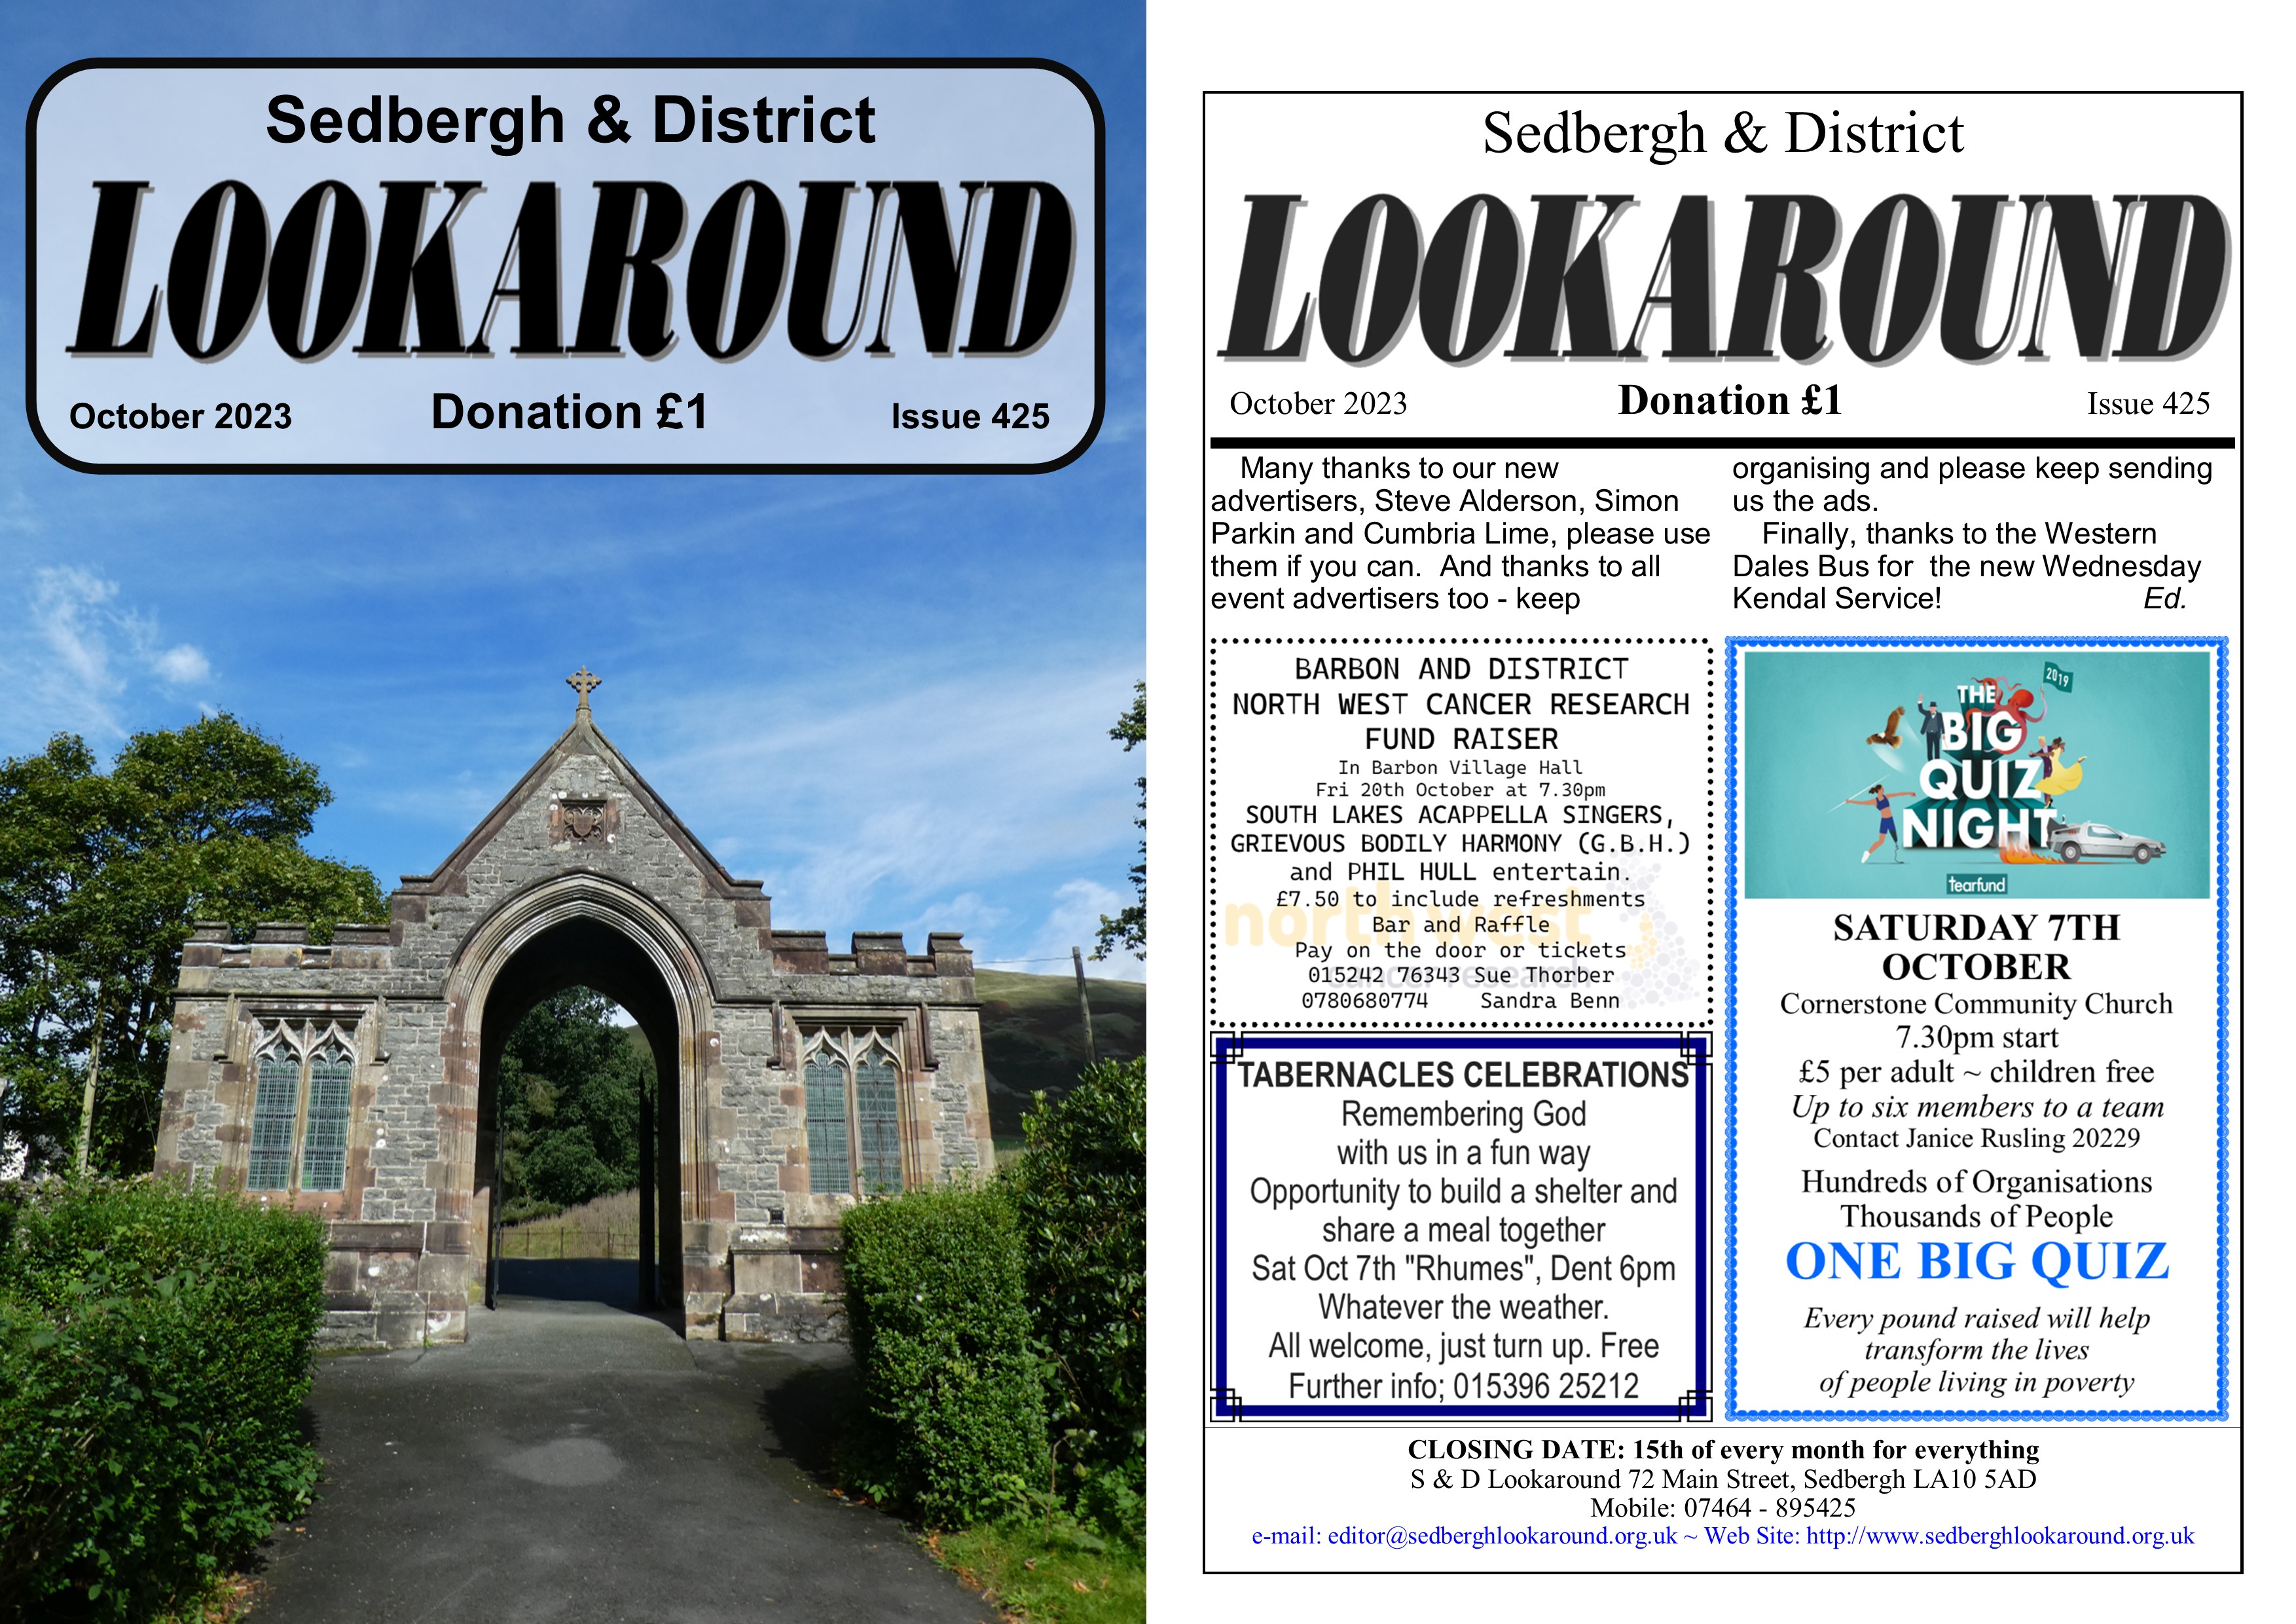 Sedbergh & District
LOOKAROUND
October 2023 Donation £1 Issue 425
Sedbergh & District
LOOKAROUND
October 2023 Donation £1 Issue 425
Many thanks to our new
advertisers, Steve Alderson, Simon
Parkin and Cumbria Lime, please use
them if you can.  And thanks to all
event advertisers too - keep
organising and please keep sending
us the ads.
Finally, thanks to the Western
Dales Bus for  the new Wednesday
Kendal Service! Ed.
BARBON AND DISTRICT
NORTH WEST CANCER RESEARCH
FUND RAISER
In Barbon Village Hall
Fri 20th October at 7.30pm
SOUTH LAKES ACAPPELLA SINGERS,
GRIEVOUS BODILY HARMONY (G.B.H.)
and PHIL HULL entertain.
£7.50 to include refreshments
Bar and Raffle
Pay on the door or tickets
015242 76343 Sue Thorber
0780680774 Sandra Benn
north west
cancer research
TABERNACLES CELEBRATIONS
Remembering God
with us in a fun way
Opportunity to build a shelter and
share a meal together
Sat Oct 7th "Rhumes", Dent 6pm
Whatever the weather.
All welcome, just turn up. Free
Further info; 015396 25212
2019
THE
BIG
QUIZ
NIGHT
tearfund
SATURDAY 7TH
OCTOBER
Cornerstone Community Church
7.30pm start
£5 per adult ~ children free
Up to six members to a team
Contact Janice Rusling 20229
Hundreds of Organisations
Thousands of People
ONE BIG QUIZ
Every pound raised will help
transform the lives
of people living in poverty
CLOSING DATE: 15th of every month for everything
S & D Lookaround 72 Main Street, Sedbergh LA10 5AD
Mobile: 07464 - 895425
e-mail: editor@sedberghlookaround.org.uk ~ Web Site: http://www.sedberghlookaround.org.uk